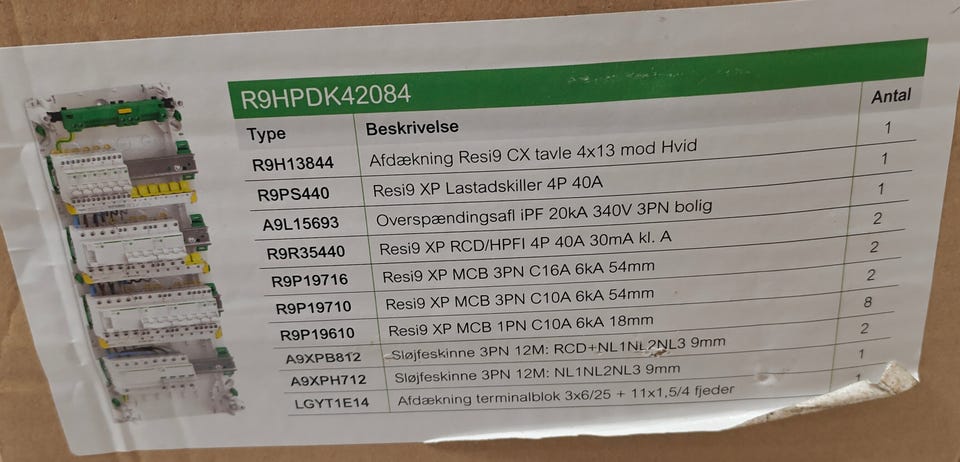 R9HPDK42084
Type Beskrivelse Antal
R9H13844 Afdækning Resi9 CX tavle 4x13 mod Hvid 1
R9PS440 Resi9 XP Lastadskiller 4P 40A 1
A9L15693 Overspændingsafl iPF 20kA 340V 3PN bolig 1
R9R35440 Resi9 XP RCD/HPFI 4P 40A 30mA kl. A 2
R9P19716 Resi9 XP MCB 3PN C16A 6kA 54mm 2
R9P19710 Resi9 XP MCB 3PN C10A 6kA 54mm 2
R9P19610 Resi9 XP MCB 1PN C10A 6kA 18mm 8
A9XPB812 Sløjfeskinne 3PN 12M: RCD+NL1NL2NL3 9mm 2
A9XPH712 Sløjfeskinne 3PN 12M: NL1NL2NL3 9mm 1
LGYT1E14 Afdækning terminalblok 3x6/25 + 11x1,5/4 fjeder 1